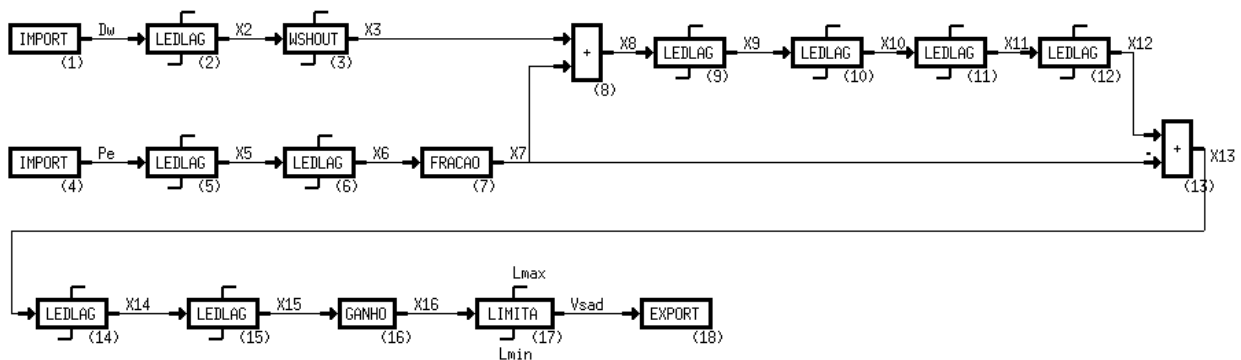 IMPORT Dw LEDLAG X2 WSHOUT X3 + X8 LEDLAG X9 LEDLAG X10 LEDLAG X11 LEDLAG X12
(1) (2) (3) (8) (9) (10) (11) (12)
IMPORT Pe LEDLAG X5 LEDLAG X6 FRACAO X7 - + X13
(4) (5) (6) (7) (13)
Lmax
LEDLAG X14 LEDLAG X15 GANHO X16 LIMITA Vsad EXPORT
(14) (15) (16) (17) (18)
Lmin